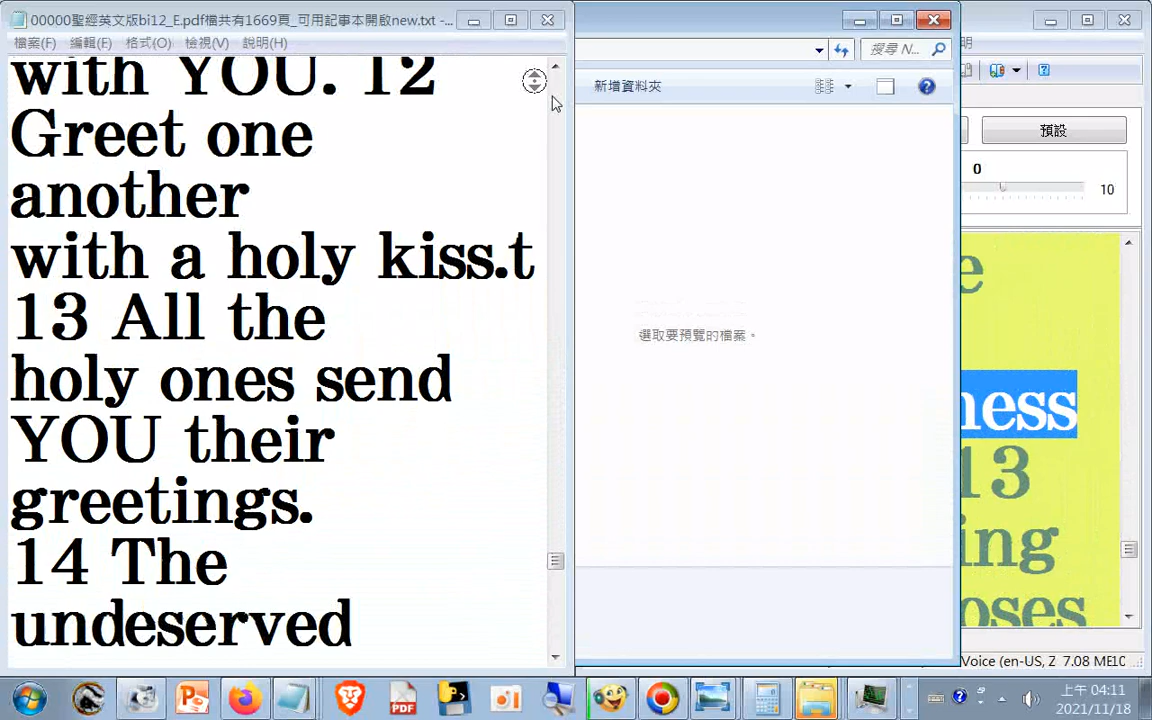 00000聖經英文版bi12_E.pdf檔共有1669頁_可用記事本開啟new.txt -...
檔案(F) 編輯(E) 格式(O) 檢視(V) 說明(H)
with YOU. 12
Greet one
another
with a holy kiss.t
13 All the
holy ones send
YOU their
greetings.
14 The
undeserved
搜尋 N...
新增資料夾
選取要預覽的檔案。
明
預設
0
10
e
ness
13
ing
oses
Voice (en-US, Z 7.08 ME10
上午 04:11
2021/11/18